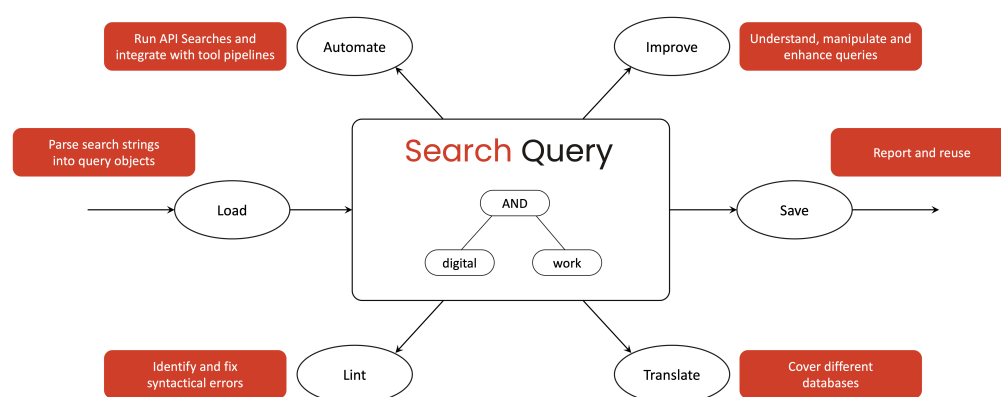 Run API Searches and
integrate with tool pipelines
Automate
Improve
Understand, manipulate and
enhance queries
Parse search strings
into query objects
Search Query
Report and reuse
Load
AND
Save
digital
work
Identify and fix
syntactical errors
Lint
Translate
Cover different
databases